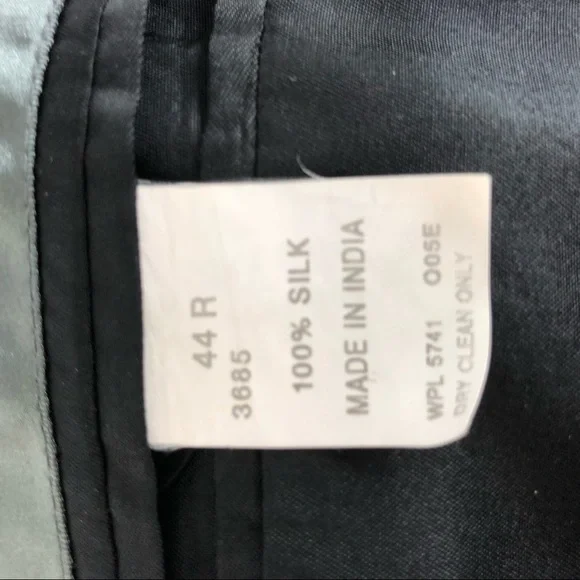 44 R
3685
100% SILK
MADE IN INDIA
WPL 5741 O05E
DRY CLEAN ONLY